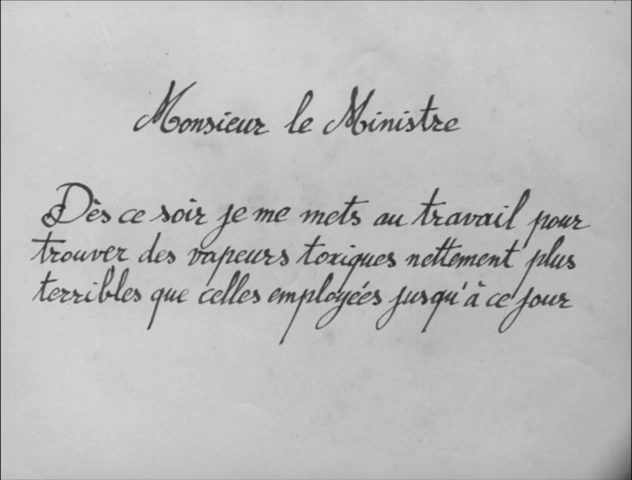 Monsieur le Ministre
Dès ce soir je me mets au travail pour
trouver des vapeurs toxiques nettement plus
terribles que celles employées jusqu'à ce jour